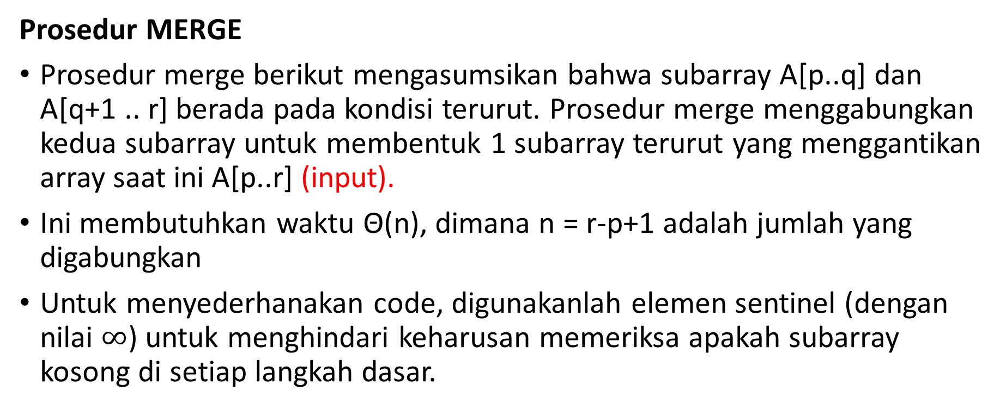 Prosedur MERGE
• Prosedur merge berikut mengasumsikan bahwa subarray A[p..q] dan
A[q+1 .. r] berada pada kondisi terurut. Prosedur merge menggabungkan
kedua subarray untuk membentuk 1 subarray terurut yang menggantikan
array saat ini A[p..r] (input).
• Ini membutuhkan waktu Θ(n), dimana n = r-p+1 adalah jumlah yang
digabungkan
• Untuk menyederhanakan code, digunakanlah elemen sentinel (dengan
nilai ∞) untuk menghindari keharusan memeriksa apakah subarray
kosong di setiap langkah dasar.